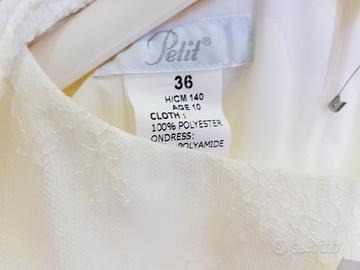 Petit®
36
H/CM 140
AGE 10
CLOTH :
100% POLYESTER
ONDRESS:
POLYAMIDE
subito